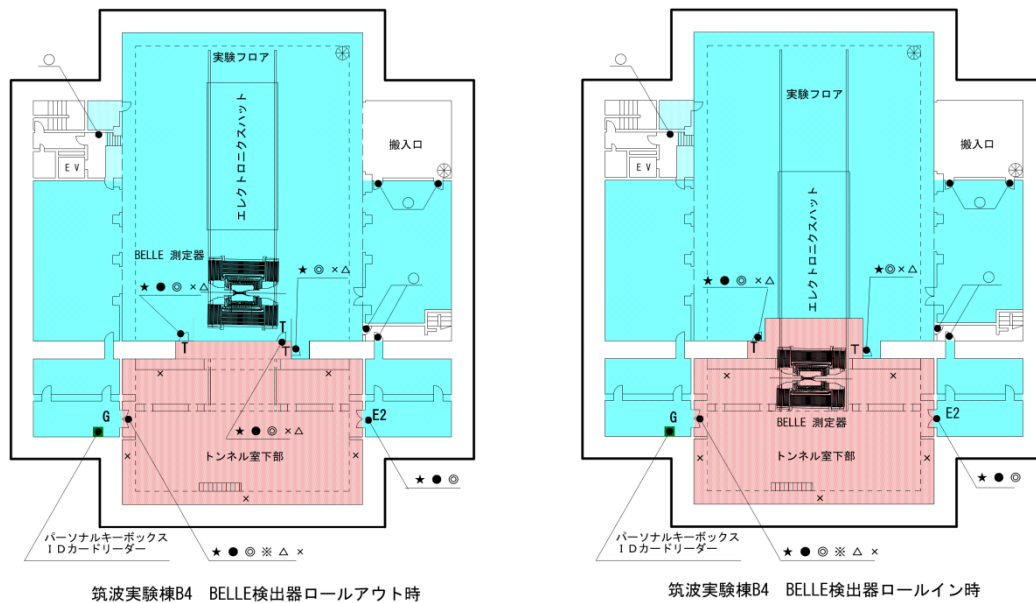 実験フロア
エレクトロニクスハット
搬入口
EV
BELLE 測定器
★ ● ◎ ×△
★ ◎ ×△
T
T
T
★ ● ◎ ×△
G
E2
トンネル室下部
★ ● ◎
パーソナルキーボックス
IDカードリーダー
★ ● ◎ ※ △ ×
筑波実験棟B4 BELLE検出器ロールアウト時
実験フロア
エレクトロニクスハット
搬入口
EV
★ ● ◎ ×△
★◎ ×△
T
T
G
E2
BELLE 測定器
トンネル室下部
★ ● ◎
パーソナルキーボックス
IDカードリーダー
★ ● ◎ ※ △ ×
筑波実験棟B4 BELLE検出器ロールイン時